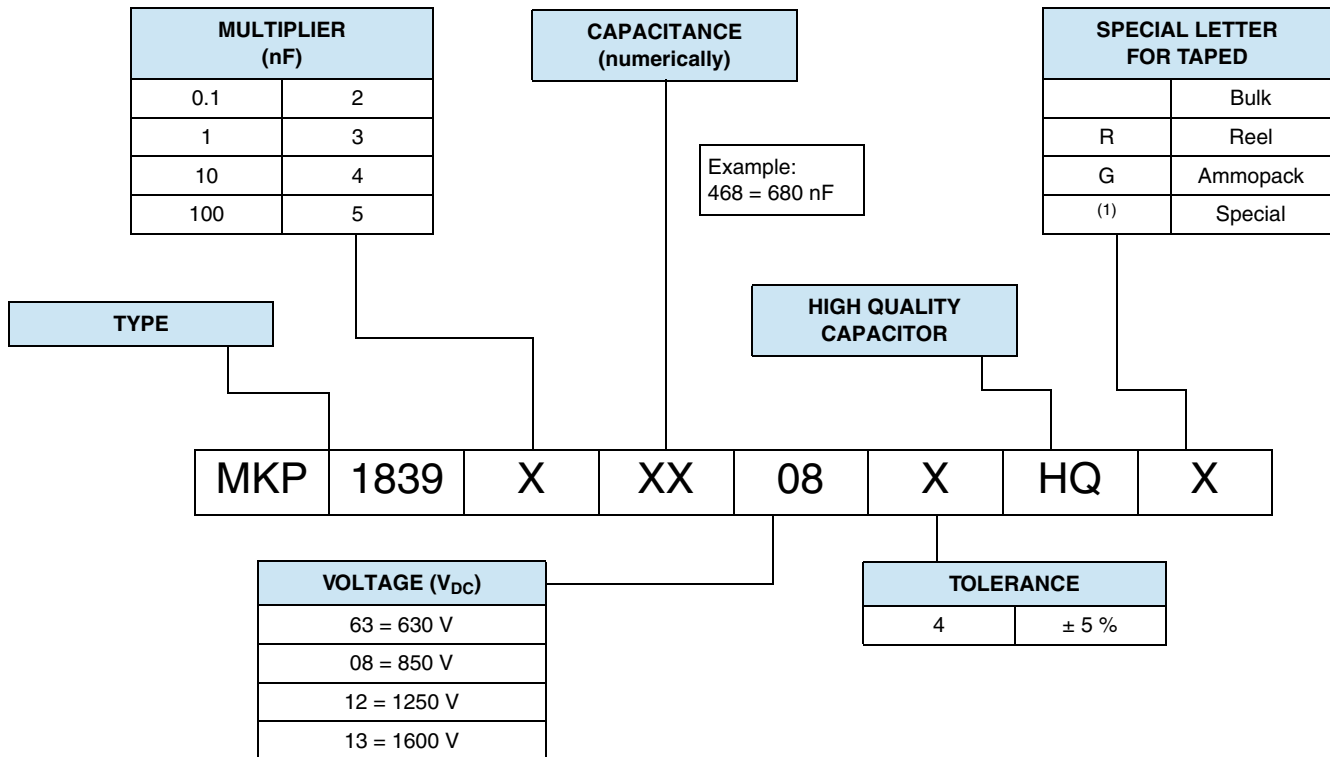 MULTIPLIER
(nF)
0.1 2
1 3
10 4
100 5
CAPACITANCE
(numerically)
Example:
468 = 680 nF
SPECIAL LETTER
FOR TAPED
Bulk
R Reel
G Ammopack
(1) Special
TYPE
HIGH QUALITY
CAPACITOR
MKP 1839 X XX 08 X HQ X
VOLTAGE (VDC)
63 = 630 V
08 = 850 V
12 = 1250 V
13 = 1600 V
TOLERANCE
4 ± 5 %